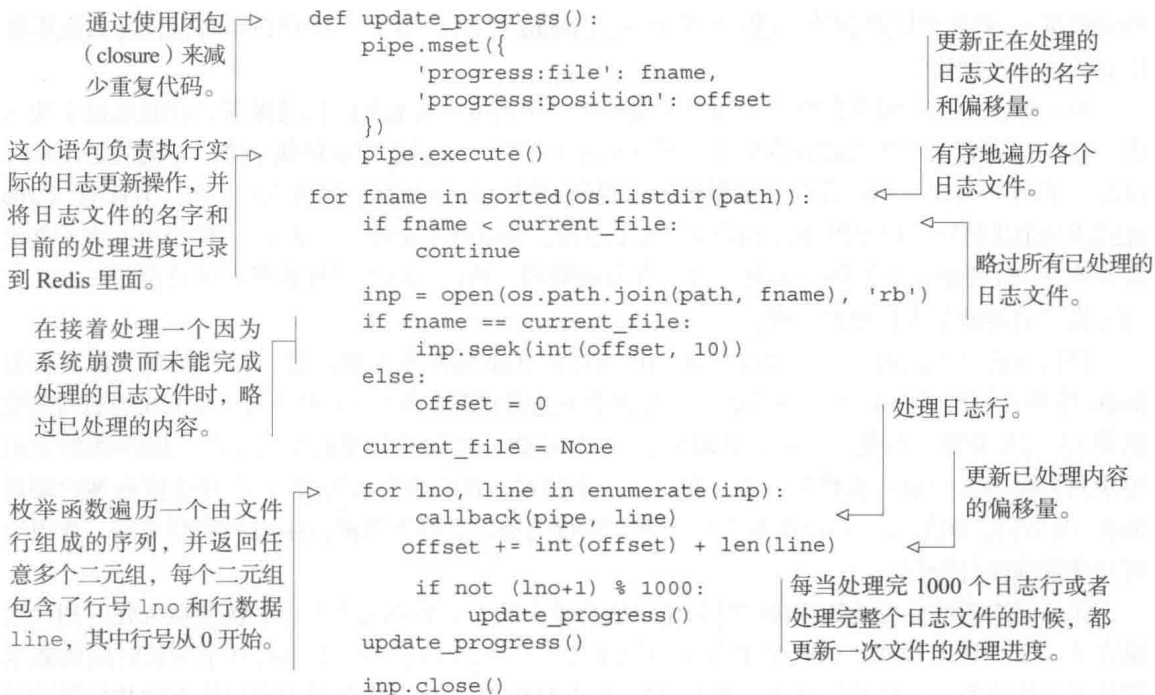 通过使用闭包
（closure）来减
少重复代码。
def update_progress():
pipe.mset({
'progress:file': fname,
'progress:position': offset
})
pipe.execute()
更新正在处理的
日志文件的名字
和偏移量。
这个语句负责执行实
际的日志更新操作，并
将日志文件的名字和
目前的处理进度记录
到 Redis 里面。
有序地遍历各个
日志文件。
for fname in sorted(os.listdir(path)):
if fname < current_file:
continue
略过所有已处理的
日志文件。
inp = open(os.path.join(path, fname), 'rb')
if fname == current_file:
inp.seek(int(offset, 10))
else:
offset = 0
在接着处理一个因为
系统崩溃而未能完成
处理的日志文件时，略
过已处理的内容。
current_file = None
处理日志行。
枚举函数遍历一个由文件
行组成的序列，并返回任
意多个二元组，每个二元组
包含了行号 lno 和行数据
line，其中行号从 0 开始。
for lno, line in enumerate(inp):
callback(pipe, line)
offset += int(offset) + len(line)
更新已处理内容
的偏移量。
if not (lno+1) % 1000:
update_progress()
update_progress()
每当处理完 1000 个日志行或者
处理完整个日志文件的时候，都
更新一次文件的处理进度。
inp.close()